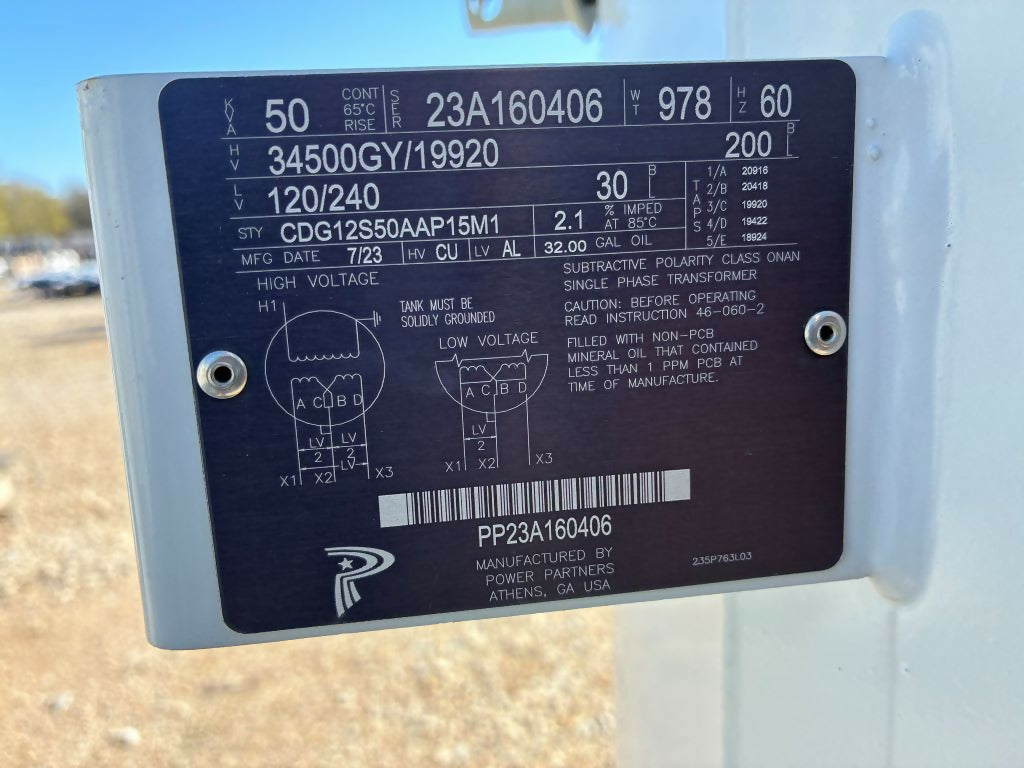 KVA 50 CONT 65°C RISE SER 23A160406 WT 978 HZ 60
HV 34500GY/19920 200 BIL
LV 120/240 30 BIL
STY CDG12S50AAP15M1 2.1 % IMPED AT 85°C
MFG DATE 7/23 HV CU LV AL 32.00 GAL OIL
TAPS
1/A 20916
2/B 20418
3/C 19920
4/D 19422
5/E 18924
HIGH VOLTAGE
H1
TANK MUST BE
SOLIDLY GROUNDED
A C B D
LV LV
2 2
LV
X1 X2 X3
LOW VOLTAGE
A C B D
LV
2
X1 X2 X3
SUBTRACTIVE POLARITY CLASS ONAN
SINGLE PHASE TRANSFORMER
CAUTION: BEFORE OPERATING
READ INSTRUCTION 46-060-2
FILLED WITH NON-PCB
MINERAL OIL THAT CONTAINED
LESS THAN 1 PPM PCB AT
TIME OF MANUFACTURE.
PP23A160406
MANUFACTURED BY
POWER PARTNERS
ATHENS, GA USA
235P763L03